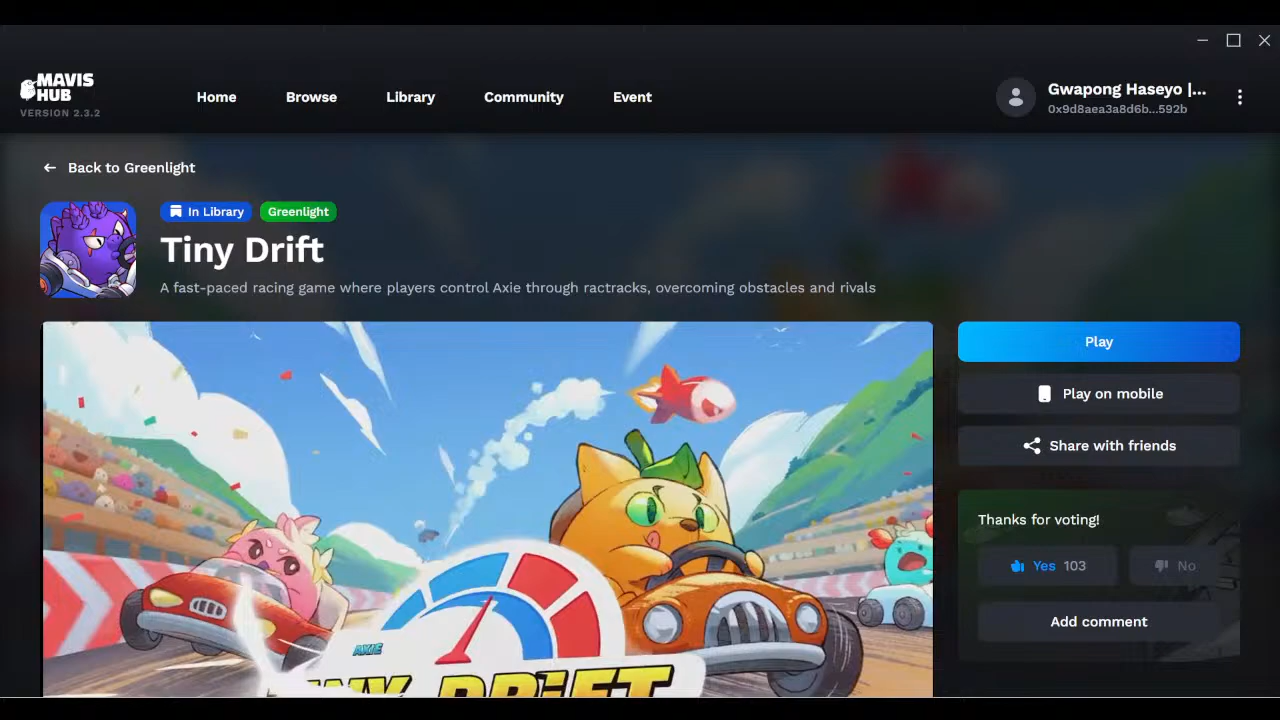 MAVIS
HUB
VERSION 2.3.2
Home
Browse
Library
Community
Event
Gwapong Haseyo |...
0x9d8aea3a8d6b...592b
Back to Greenlight
In Library
Greenlight
Tiny Drift
A fast-paced racing game where players control Axie through ractracks, overcoming obstacles and rivals
Play
Play on mobile
Share with friends
Thanks for voting!
Yes 103
No
Add comment
AXIE
TINY DRIFT